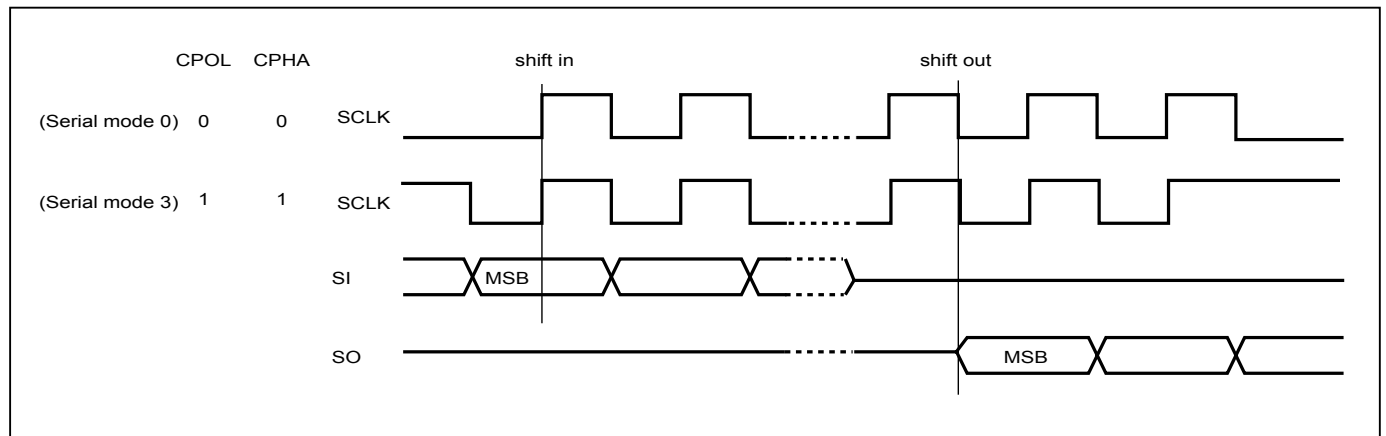 CPOL CPHA shift in shift out
(Serial mode 0) 0 0 SCLK
(Serial mode 3) 1 1 SCLK
SI MSB
SO MSB